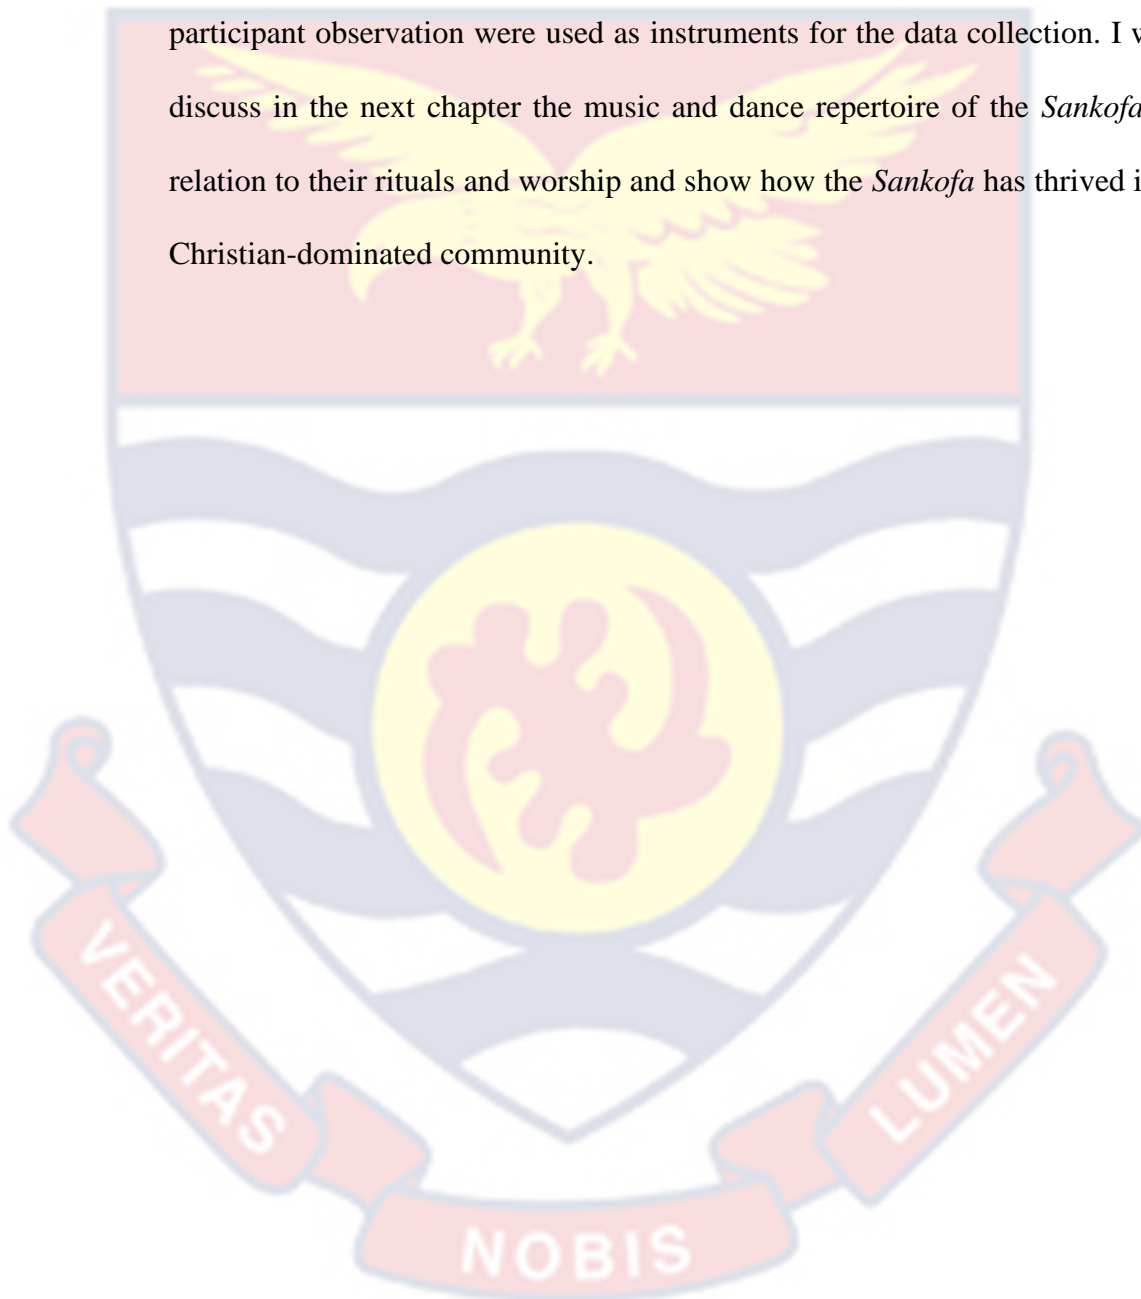 participant observation were used as instruments for the data collection. I
discuss in the next chapter the music and dance repertoire of the Sankofa
relation to their rituals and worship and show how the Sankofa has thrived
Christian-dominated community.
VERITAS
NOBIS
LUMEN